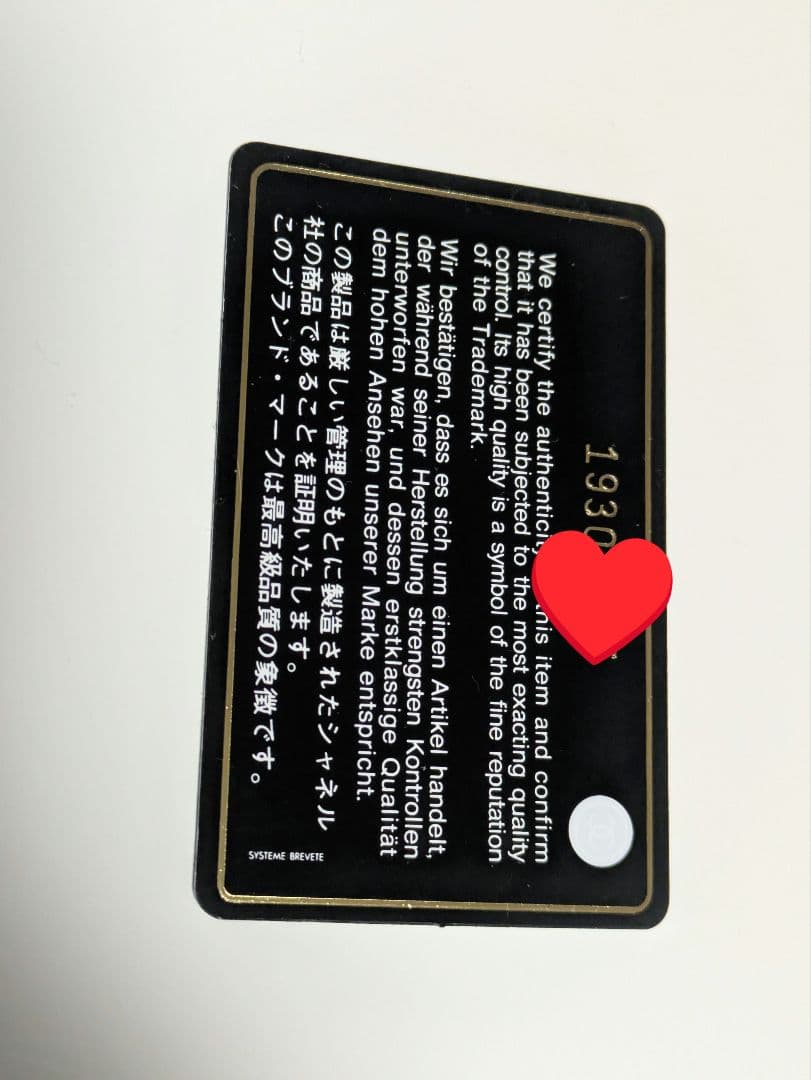 1930
We certify the authenticity this item and confirm
that it has been subjected to the most exacting quality
control. Its high quality is a symbol of the fine reputation
of the Trademark.
Wir bestätigen, dass es sich um einen Artikel handelt,
der während seiner Herstellung strengsten Kontrollen
unterworfen war, und dessen erstklassige Qualität
dem hohen Ansehen unserer Marke entspricht.
この製品は厳しい管理のもとに製造されたシャネル
社の商品であることを証明いたします。
このブランド・マークは最高級品質の象徴です。
SYSTEME BREVETE